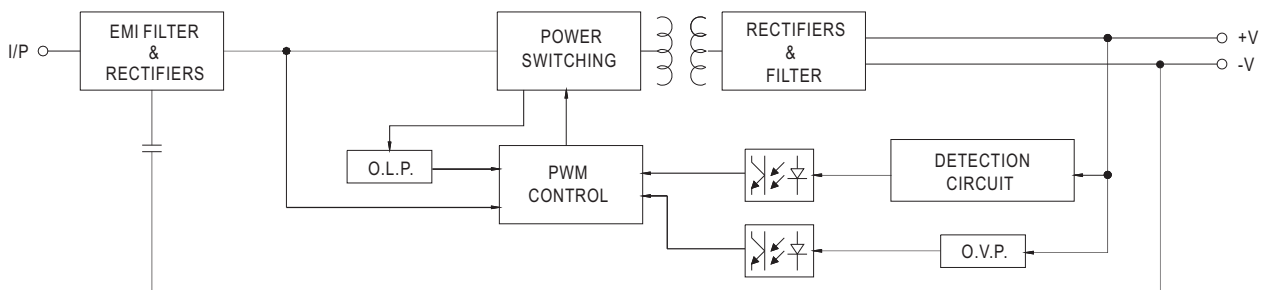 I/P
EMI FILTER
&
RECTIFIERS
POWER
SWITCHING
RECTIFIERS
&
FILTER
+V
-V
O.L.P.
PWM
CONTROL
DETECTION
CIRCUIT
O.V.P.